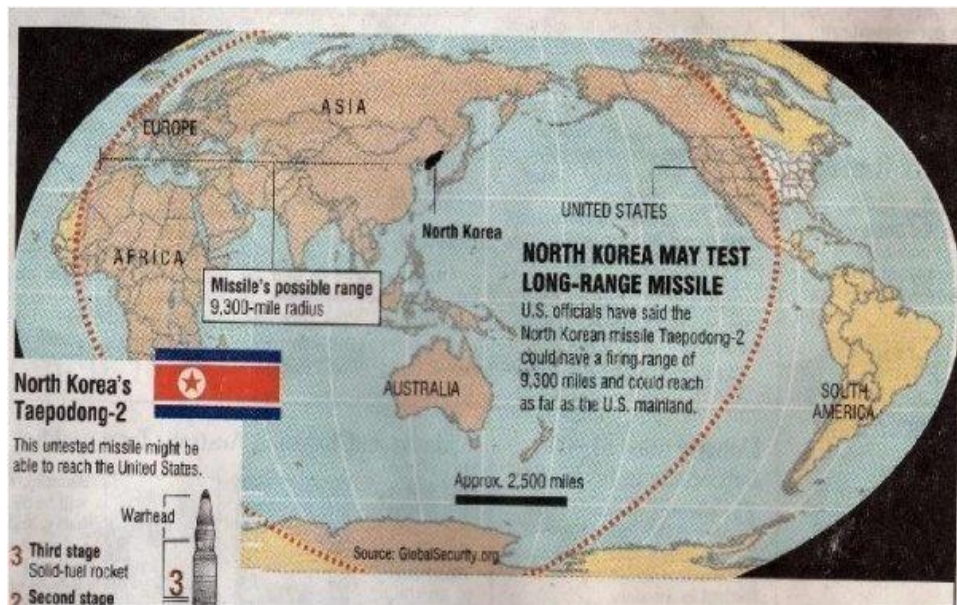 ASIA
EUROPE
North Korea
UNITED STATES
AFRICA
Missile's possible range
9,300-mile radius
NORTH KOREA MAY TEST
LONG-RANGE MISSILE
U.S. officials have said the
North Korean missile Taepodong-2
could have a firing range of
9,300 miles and could reach
as far as the U.S. mainland.
AUSTRALIA
SOUTH
AMERICA
Approx. 2,500 miles
Source: GlobalSecurity.org
North Korea's
Taepodong-2
This untested missile might be
able to reach the United States.
Warhead
3 Third stage
Solid-fuel rocket
3
2 Second stage